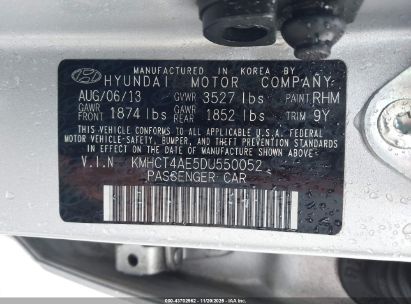 MANUFACTURED IN KOREA BY
HYUNDAI MOTOR COMPANY
AUG/06/13 GVWR 3527 lbs PAINT RHM
GAWR FRONT 1874 lbs GAWR REAR 1852 lbs TRIM 9Y
THIS VEHICLE CONFORMS TO ALL APPLICABLE U.S. FEDERAL
MOTOR VEHICLE SAFETY, BUMPER, AND THEFT PREVENTION
STANDARDS IN EFFECT ON THE DATE OF MANUFACTURE SHOWN ABOVE.
V.I.N KMHCT4AE5DU550052
PASSENGER CAR